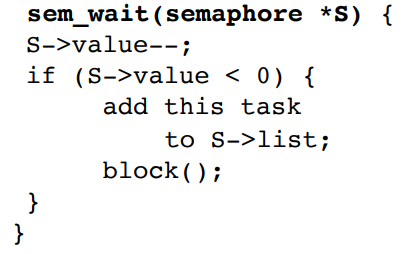 sem_wait(semaphore *S) {
S->value--;
if (S->value < 0) {
add this task
to S->list;
block();
}
}